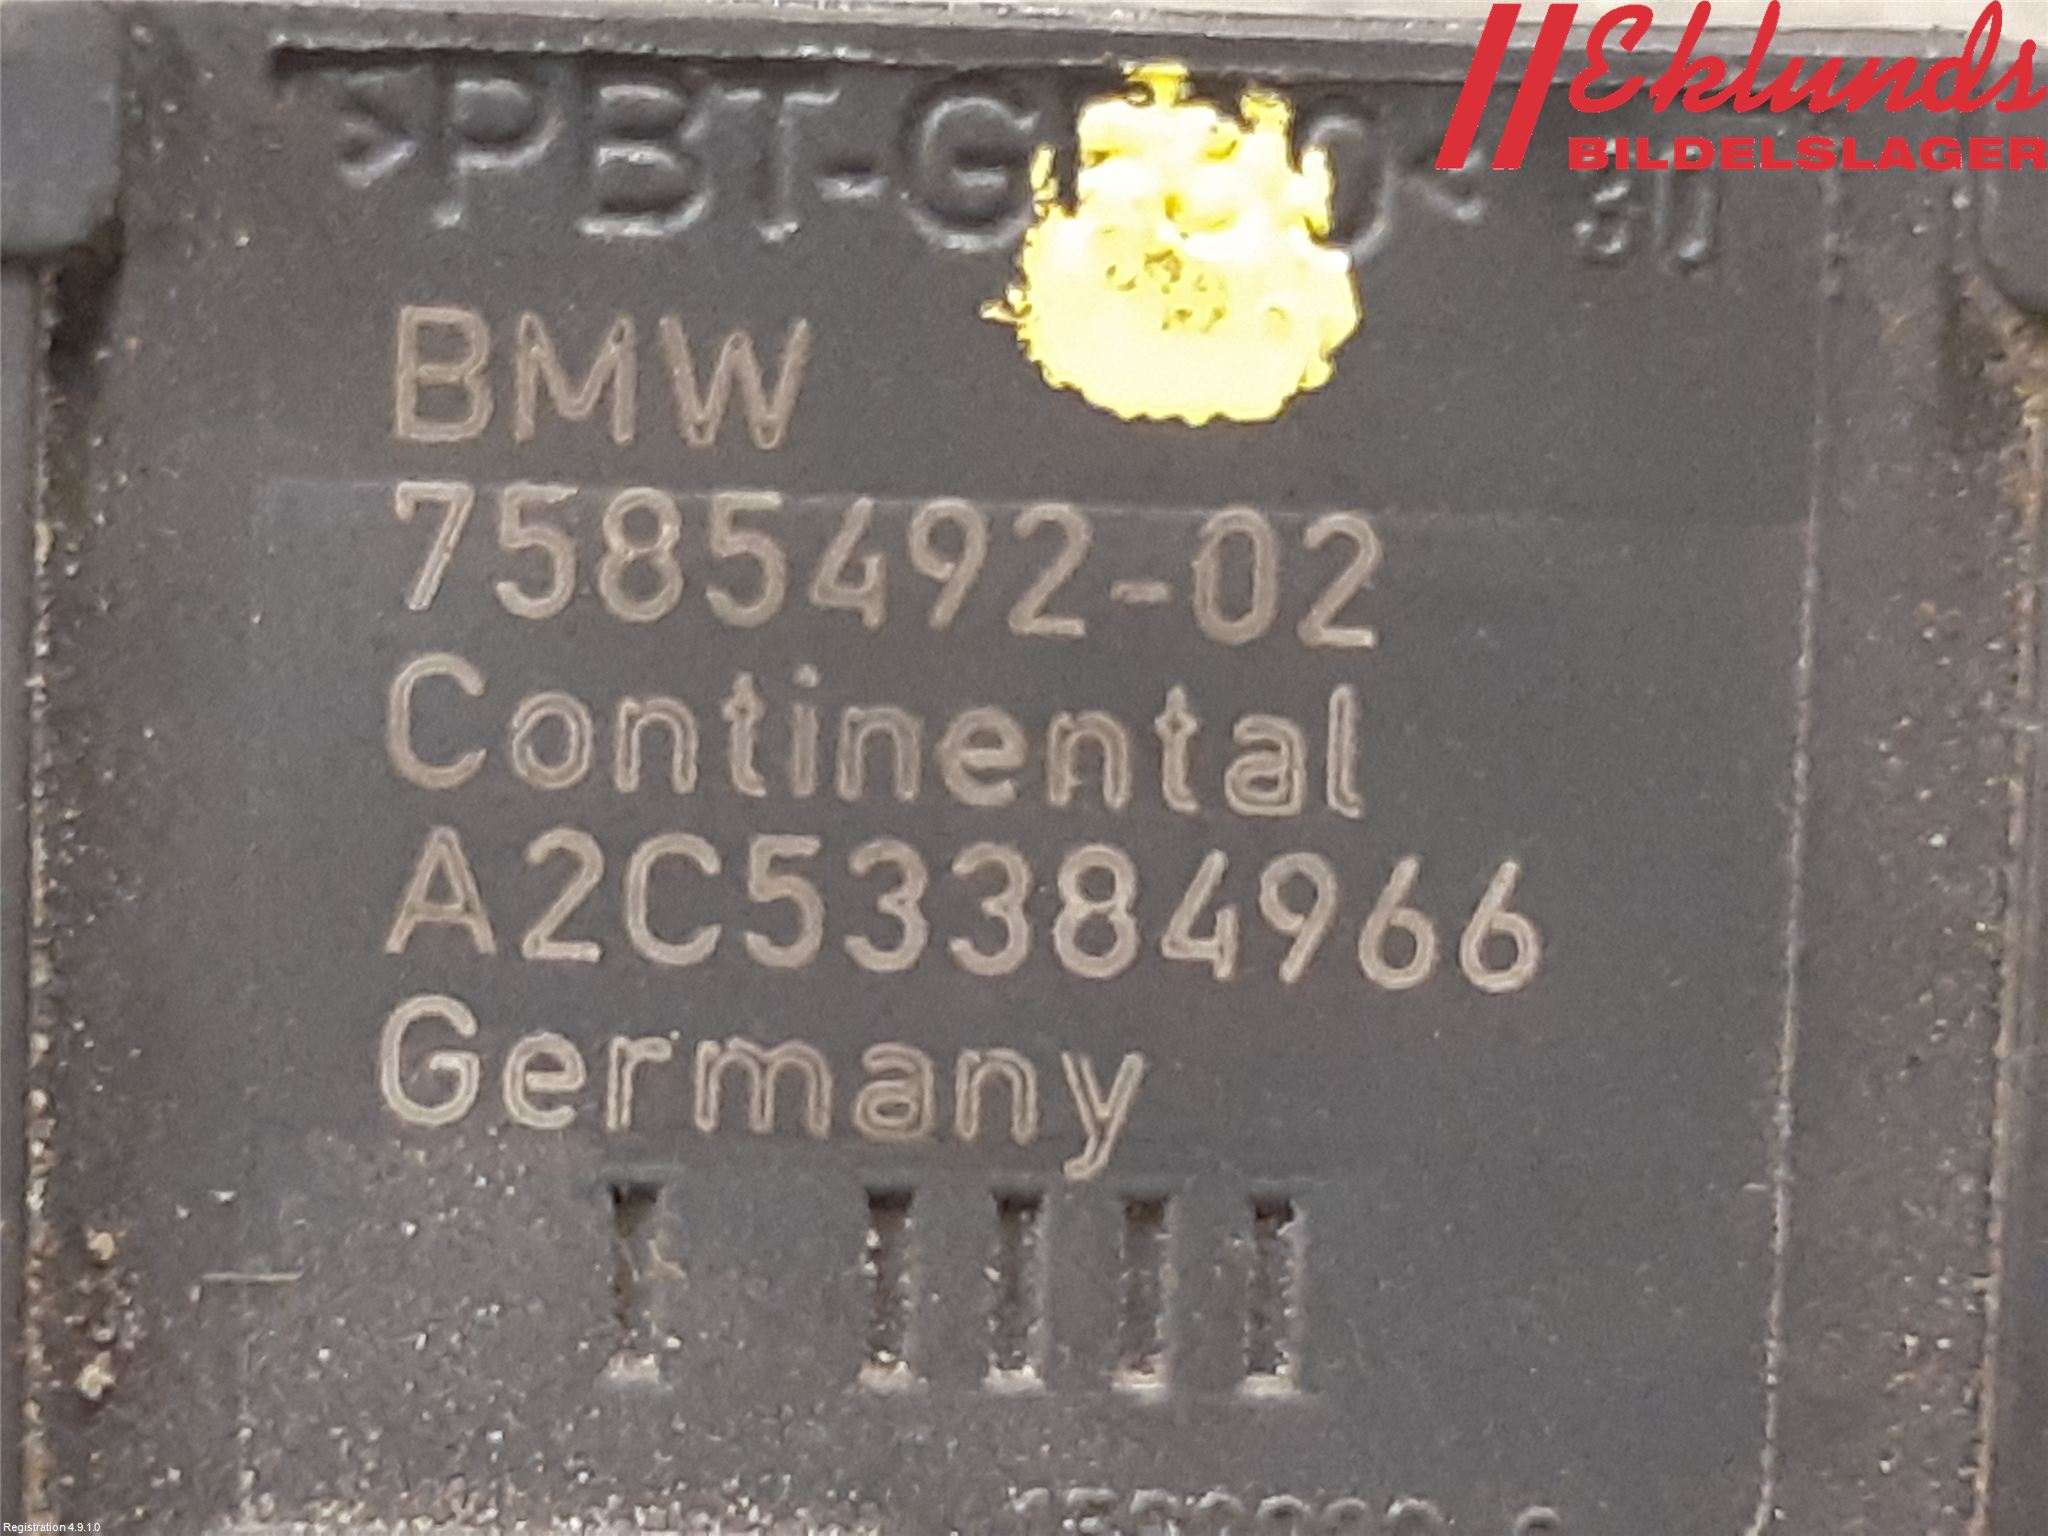 Eklunds
BILDELSLAGER
BMW
7585492-02
Continental
A2C53384966
Germany
Registration 4.9.1.0